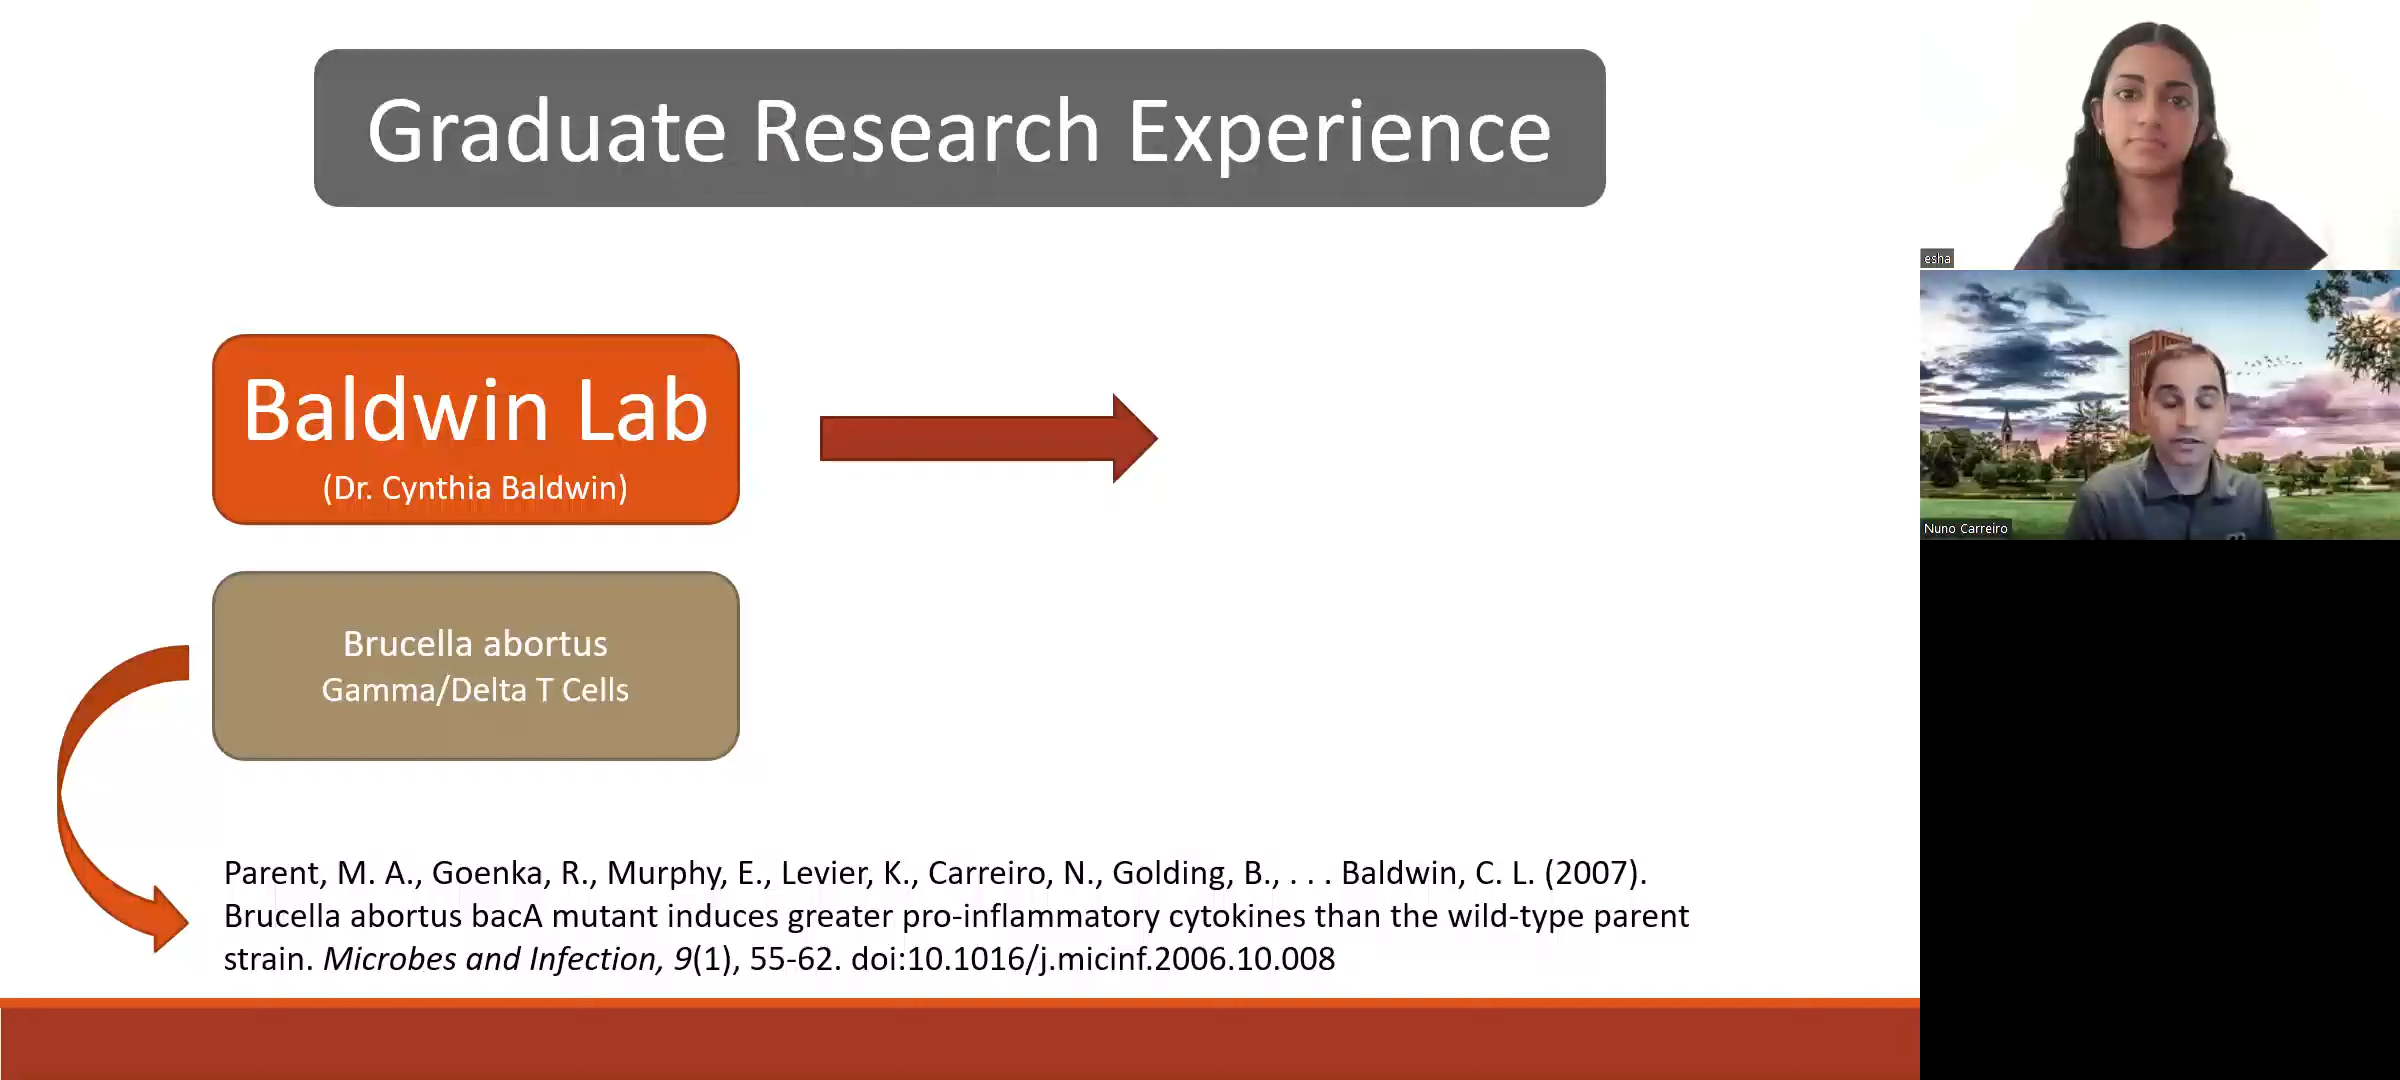 Graduate Research Experience
Baldwin Lab
(Dr. Cynthia Baldwin)
Brucella abortus
Gamma/Delta T Cells
Parent, M. A., Goenka, R., Murphy, E., Levier, K., Carreiro, N., Golding, B., . . . Baldwin, C. L. (2007).
Brucella abortus bacA mutant induces greater pro-inflammatory cytokines than the wild-type parent
strain. Microbes and Infection, 9(1), 55-62. doi:10.1016/j.micinf.2006.10.008
esha
Nuno Carreiro